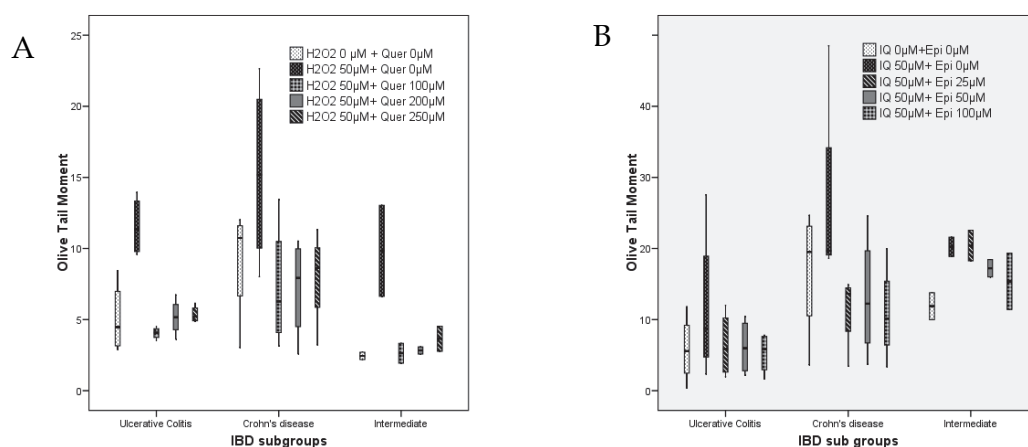 A
25
20
15
10
5
0
Olive Tail Moment
H2O2 0 µM + Quer 0µM
H2O2 50µM+ Quer 0µM
H2O2 50µM+ Quer 100µM
H2O2 50µM+ Quer 200µM
H2O2 50µM+ Quer 250µM
Ulcerative Colitis
Crohn's disease
Intermediate
IBD subgroups
B
50
40
30
20
10
0
Olive Tail Moment
IQ 0µM+Epi 0µM
IQ 50µM+ Epi 0µM
IQ 50µM+ Epi 25µM
IQ 50µM+ Epi 50µM
IQ 50µM+ Epi 100µM
Ulcerative Colitis
Crohn's disease
Intermediate
IBD sub groups